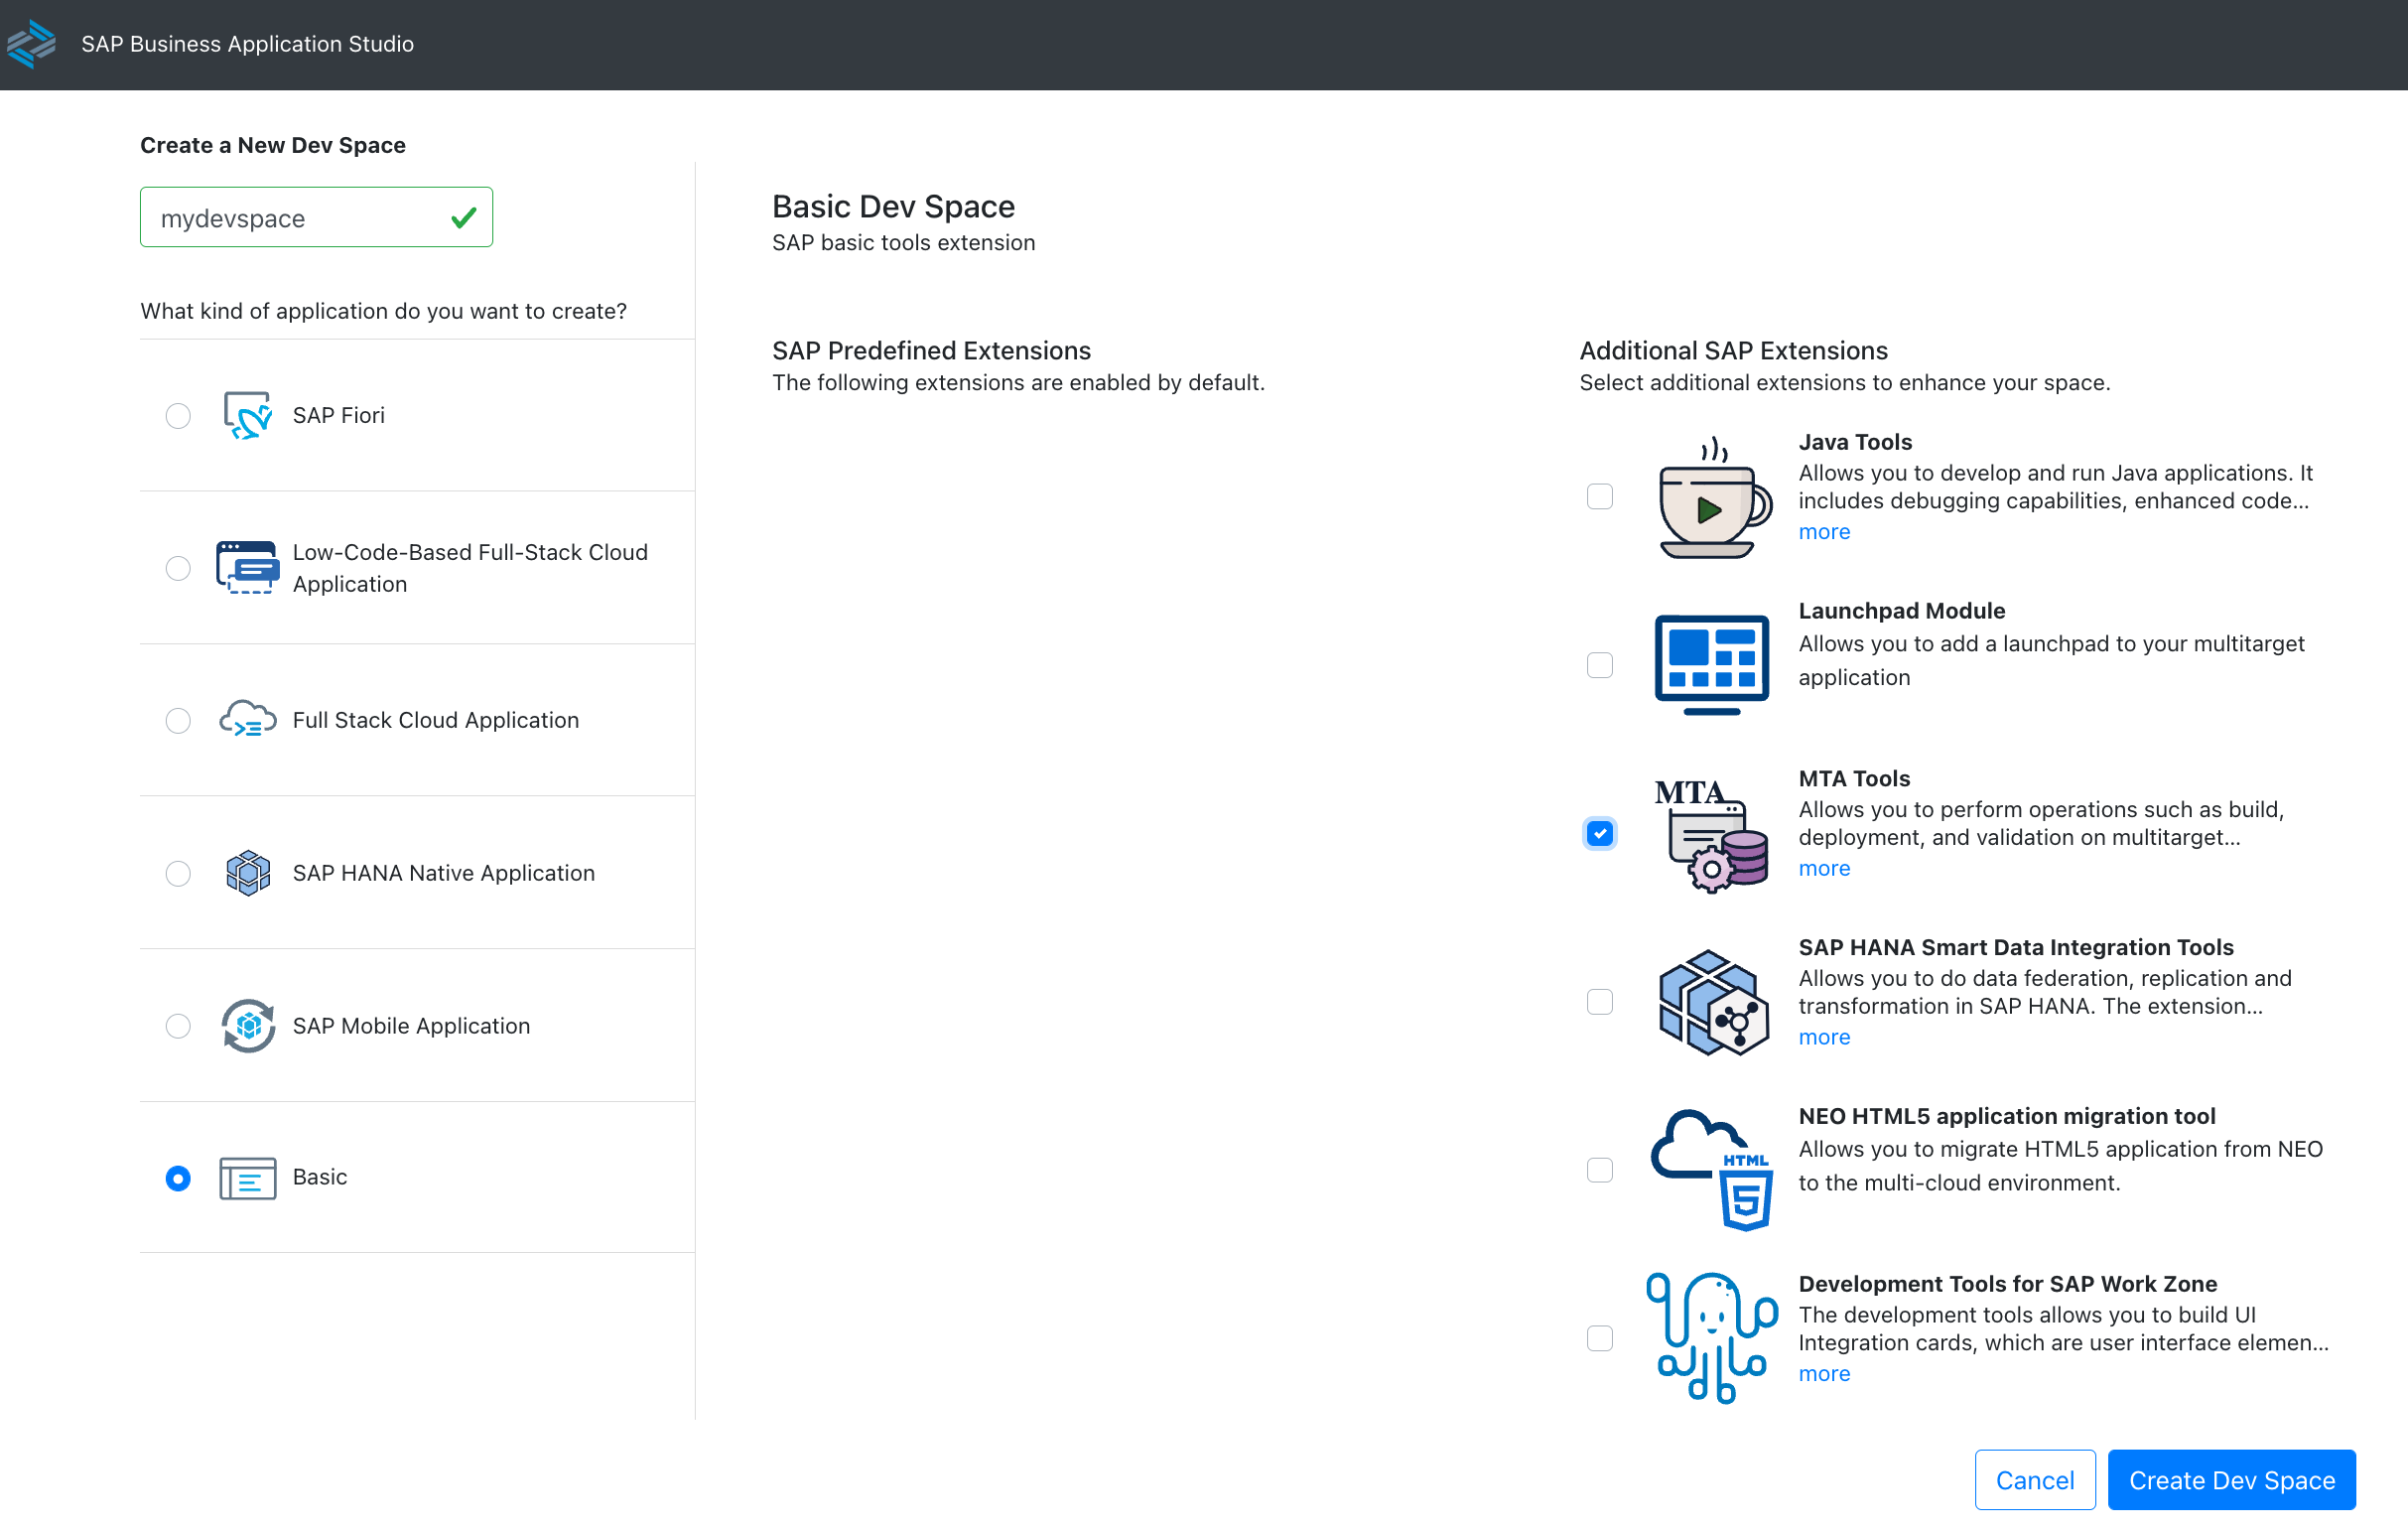 SAP Business Application Studio
Create a New Dev Space
mydevspace
What kind of application do you want to create?
SAP Fiori
Low-Code-Based Full-Stack Cloud
Application
Full Stack Cloud Application
SAP HANA Native Application
SAP Mobile Application
Basic
Basic Dev Space
SAP basic tools extension
SAP Predefined Extensions
The following extensions are enabled by default.
Additional SAP Extensions
Select additional extensions to enhance your space.
Java Tools
Allows you to develop and run Java applications. It
includes debugging capabilities, enhanced code...
more
Launchpad Module
Allows you to add a launchpad to your multitarget
application
MTA
MTA Tools
Allows you to perform operations such as build,
deployment, and validation on multitarget...
more
SAP HANA Smart Data Integration Tools
Allows you to do data federation, replication and
transformation in SAP HANA. The extension...
more
HTML
5
NEO HTML5 application migration tool
Allows you to migrate HTML5 application from NEO
to the multi-cloud environment.
Development Tools for SAP Work Zone
The development tools allows you to build UI
Integration cards, which are user interface elemen...
more
Cancel
Create Dev Space